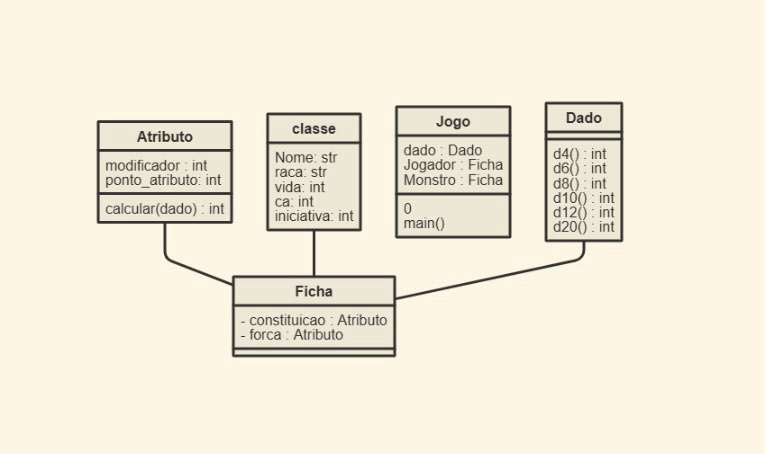 Atributo
modificador : int
ponto_atributo: int
calcular(dado) : int
classe
Nome: str
raca: str
vida: int
ca: int
iniciativa: int
Jogo
dado : Dado
Jogador : Ficha
Monstro : Ficha
0
main()
Dado
d4() : int
d6() : int
d8() : int
d10() : int
d12() : int
d20() : int
Ficha
- constituicao : Atributo
- forca : Atributo